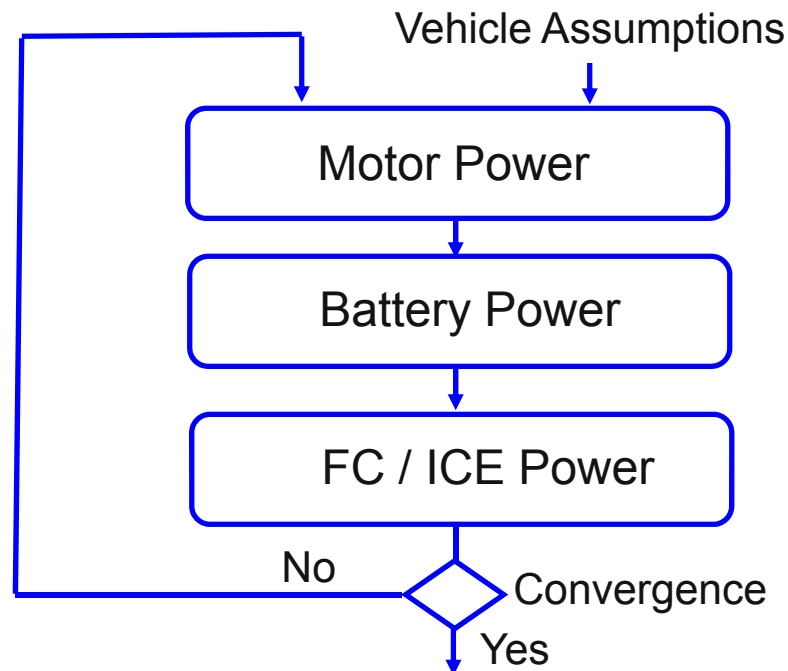 Vehicle Assumptions
Motor Power
Battery Power
FC / ICE Power
No
Convergence
Yes